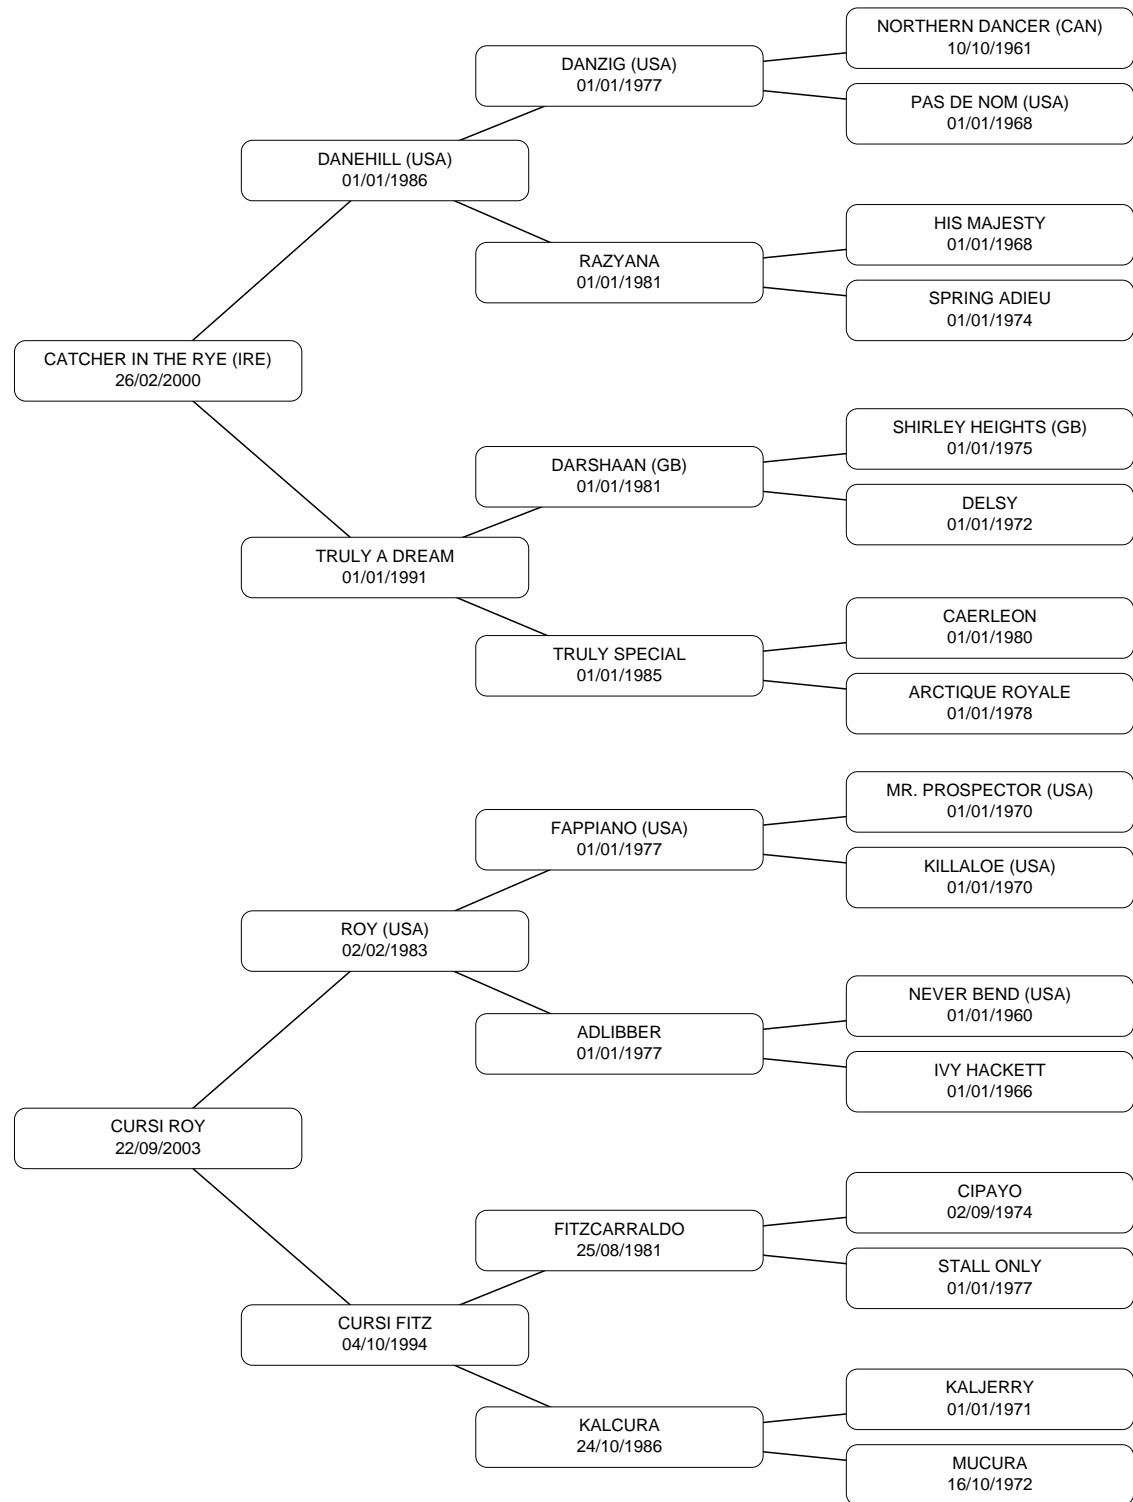 NORTHERN DANCER (CAN)
10/10/1961
DANZIG (USA)
01/01/1977
PAS DE NOM (USA)
01/01/1968
DANEHILL (USA)
01/01/1986
HIS MAJESTY
01/01/1968
RAZYANA
01/01/1981
SPRING ADIEU
01/01/1974
CATCHER IN THE RYE (IRE)
26/02/2000
SHIRLEY HEIGHTS (GB)
01/01/1975
DARSHAAN (GB)
01/01/1981
DELSY
01/01/1972
TRULY A DREAM
01/01/1991
CAERLEON
01/01/1980
TRULY SPECIAL
01/01/1985
ARCTIQUE ROYALE
01/01/1978
MR. PROSPECTOR (USA)
01/01/1970
FAPPIANO (USA)
01/01/1977
KILLALOE (USA)
01/01/1970
ROY (USA)
02/02/1983
NEVER BEND (USA)
01/01/1960
ADLIBBER
01/01/1977
IVY HACKETT
01/01/1966
CURSI ROY
22/09/2003
CIPAYO
02/09/1974
FITZCARRALDO
25/08/1981
STALL ONLY
01/01/1977
CURSI FITZ
04/10/1994
KALJERRY
01/01/1971
KALCURA
24/10/1986
MUCURA
16/10/1972